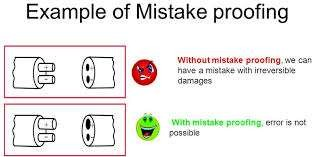 Example of Mistake proofing
Without mistake proofing, we can
have a mistake with irreversible
damages
With mistake proofing, error is not
possible